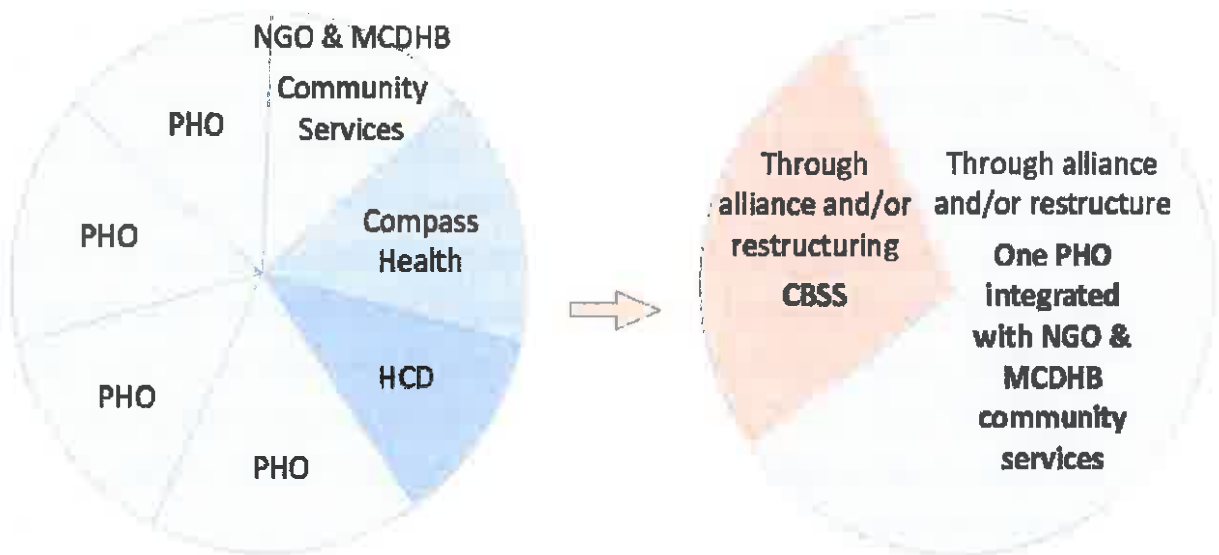 NGO & MCDHB
Community
Services
PHO
PHO
PHO
PHO
Compass
Health
HCD
Through
alliance and/or
restructuring
CBSS
Through alliance
and/or restructure
One PHO
integrated
with NGO &
MCDHB
community
services